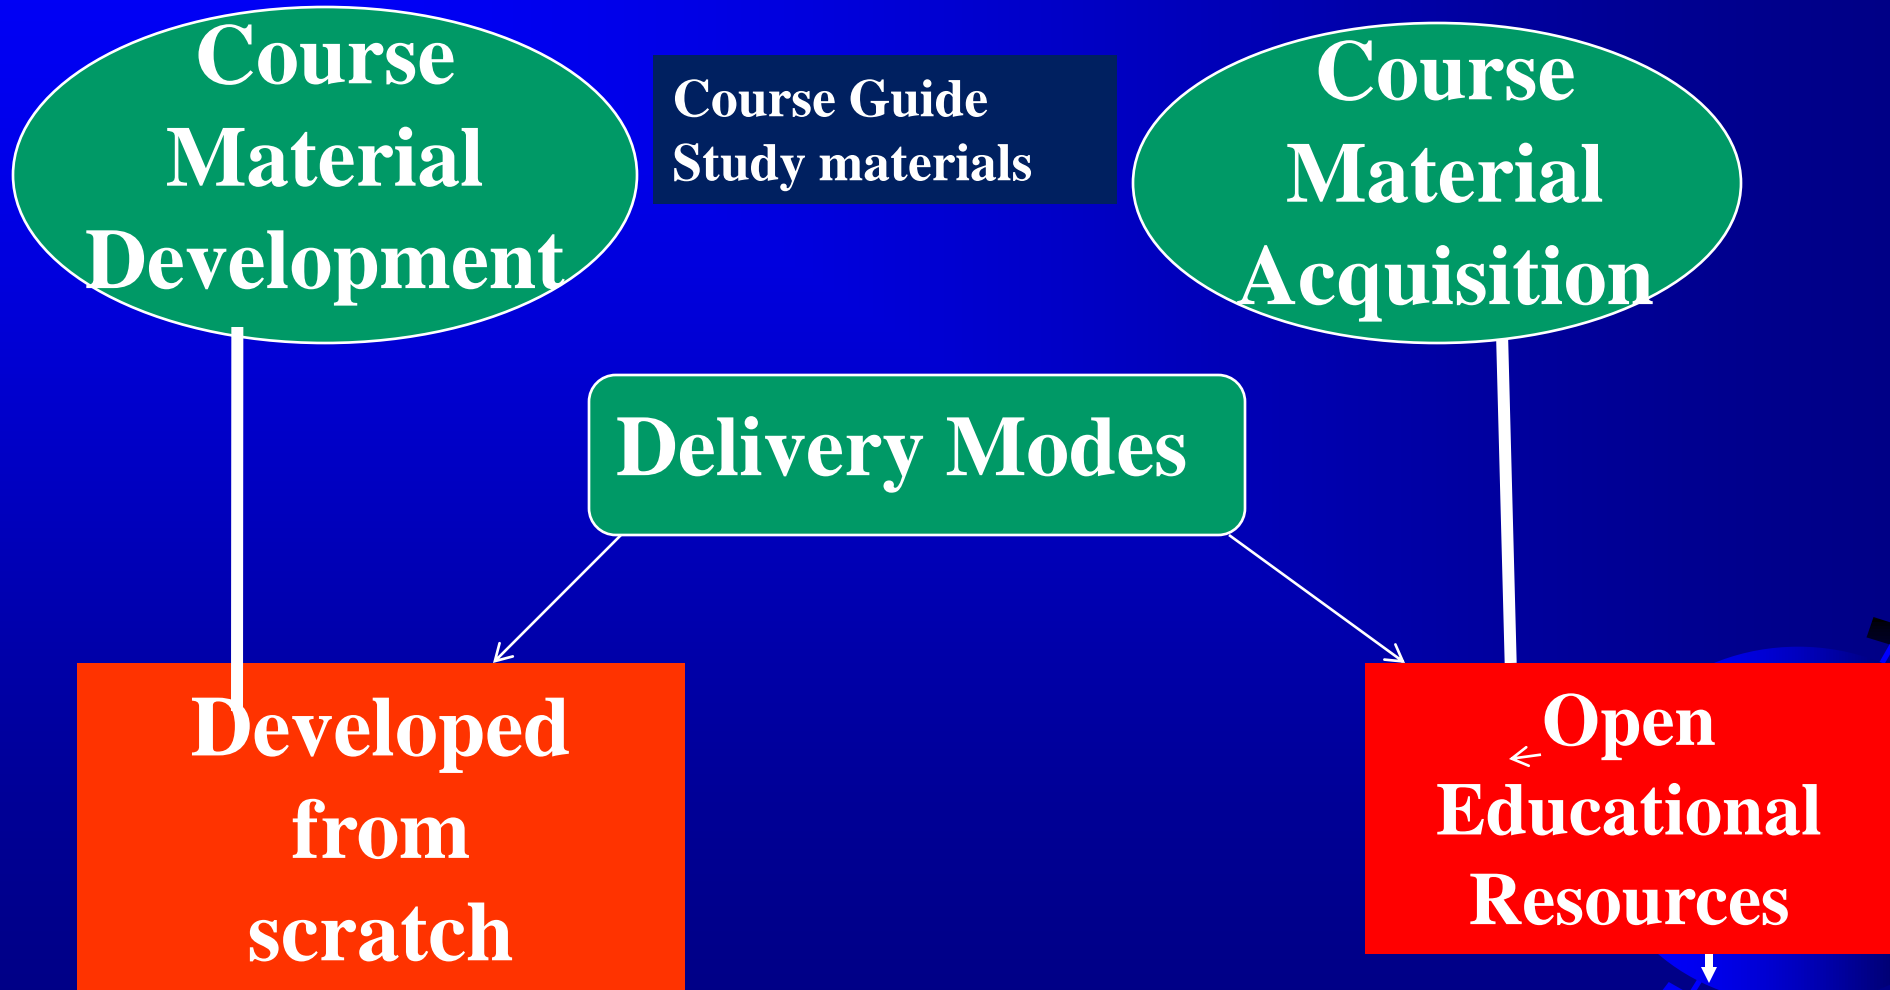 Course
Material
Development
Course Guide
Study materials
Course
Material
Acquisition
Delivery Modes
Developed
from
scratch
Open
Educational
Resources